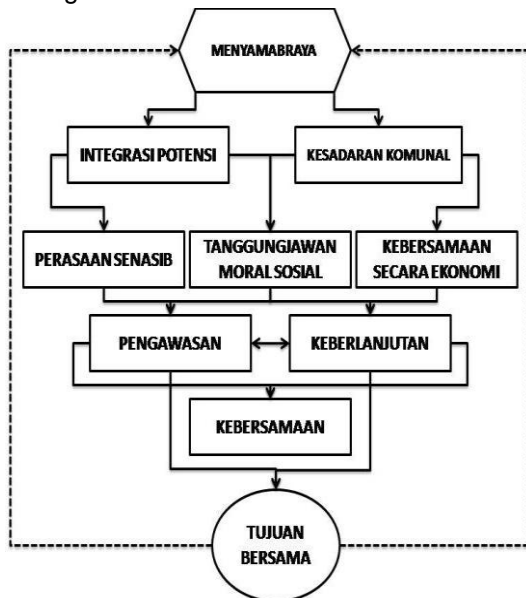 MENYAMABRAYA
INTEGRASI POTENSI
KESADARAN KOMUNAL
PERASAAN SENASIB
TANGGUNGJAWAN
MORAL SOSIAL
KEBERSAMAAN
SECARA EKONOMI
PENGAWASAN
KEBERLANJUTAN
KEBERSAMAAN
TUJUAN
BERSAMA